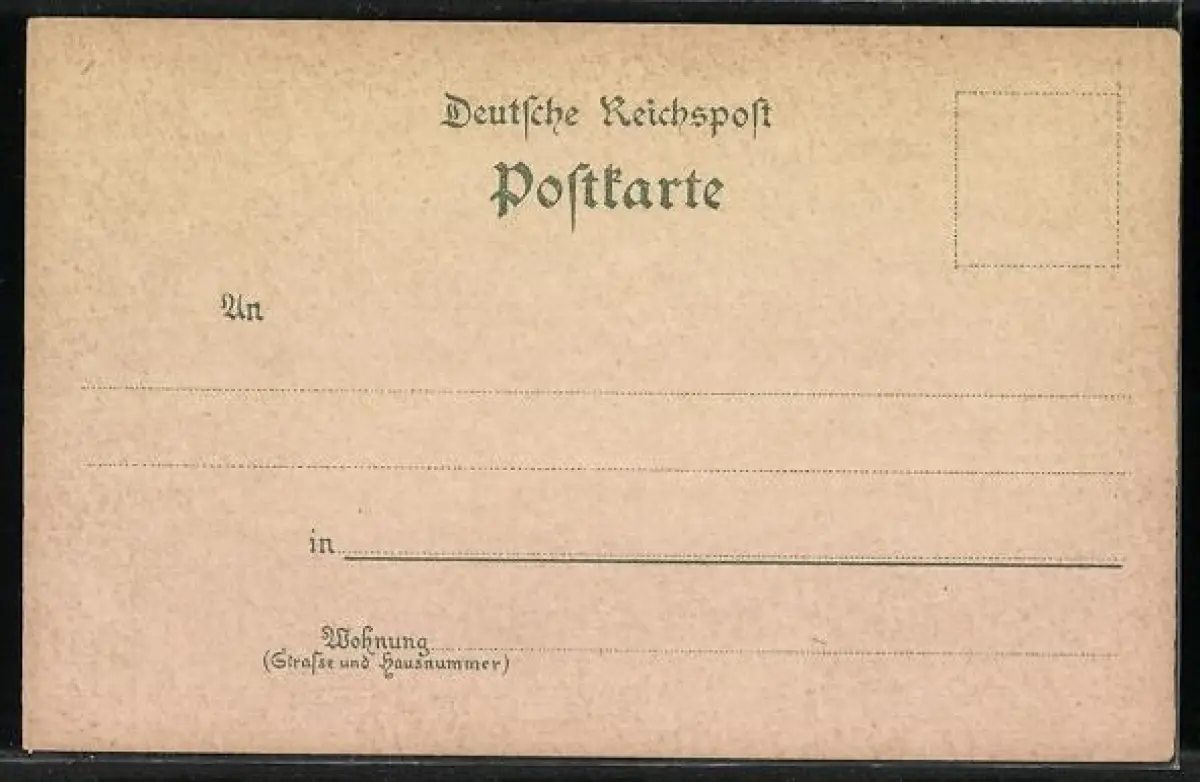 Deutſche Reichspoſt
Poſtkarte
An
in
Wohnung
(Straſse und Hausnummer)